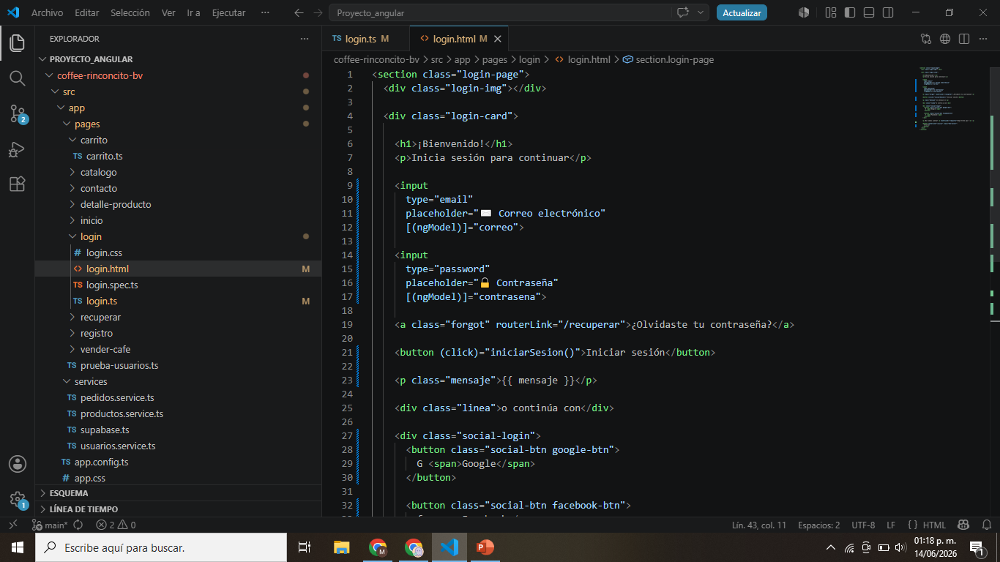 Archivo Editar Selección Ver Ir a Ejecutar ··· Proyecto_angular Actualizar
EXPLORADOR ···
PROYECTO_ANGULAR
coffee-rinconcito-bv
src
app
pages
carrito
TS carrito.ts
catalogo
contacto
detalle-producto
inicio
login
# login.css
<> login.html M
TS login.spec.ts
TS login.ts M
recuperar
registro
vender-cafe
TS prueba-usuarios.ts
services
TS pedidos.service.ts
TS productos.service.ts
TS supabase.ts
TS usuarios.service.ts
TS app.config.ts
# app.css
ESQUEMA
LÍNEA DE TIEMPO
2
1
TS login.ts M <> login.html M
coffee-rinconcito-bv > src > app > pages > login > <> login.html > section.login-page
1 <section class="login-page">
2 <div class="login-img"></div>
3
4 <div class="login-card">
5
6 <h1>¡Bienvenido!</h1>
7 <p>Inicia sesión para continuar</p>
8
9 <input
10 type="email"
11 placeholder="✉️ Correo electrónico"
12 [(ngModel)]="correo">
13
14 <input
15 type="password"
16 placeholder="🔒 Contraseña"
17 [(ngModel)]="contrasena">
18
19 <a class="forgot" routerLink="/recuperar">¿Olvidaste tu contraseña?</a>
20
21 <button (click)="iniciarSesion()">Iniciar sesión</button>
22
23 <p class="mensaje">{{ mensaje }}</p>
24
25 <div class="linea">o continúa con</div>
26
27 <div class="social-login">
28 <button class="social-btn google-btn">
29 G <span>Google</span>
30 </button>
31
32 <button class="social-btn facebook-btn">
main* 2 0 Lín. 43, col. 11 Espacios: 2 UTF-8 LF { } HTML
Escribe aquí para buscar.
01:18 p. m.
14/06/2026
1